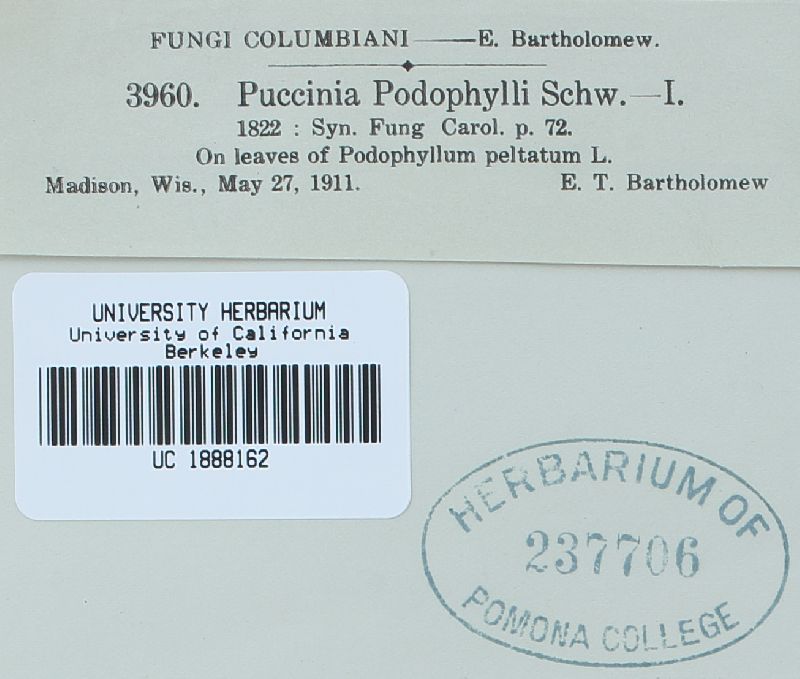 FUNGI COLUMBIANI ——E. Bartholomew.
3960. Puccinia Podophylli Schw.—I.
1822 : Syn. Fung Carol. p. 72.
On leaves of Podophyllum peltatum L.
Madison, Wis., May 27, 1911. E. T. Bartholomew
UNIVERSITY HERBARIUM
University of California
Berkeley
UC 1888162
HERBARIUM OF
237706
POMONA COLLEGE